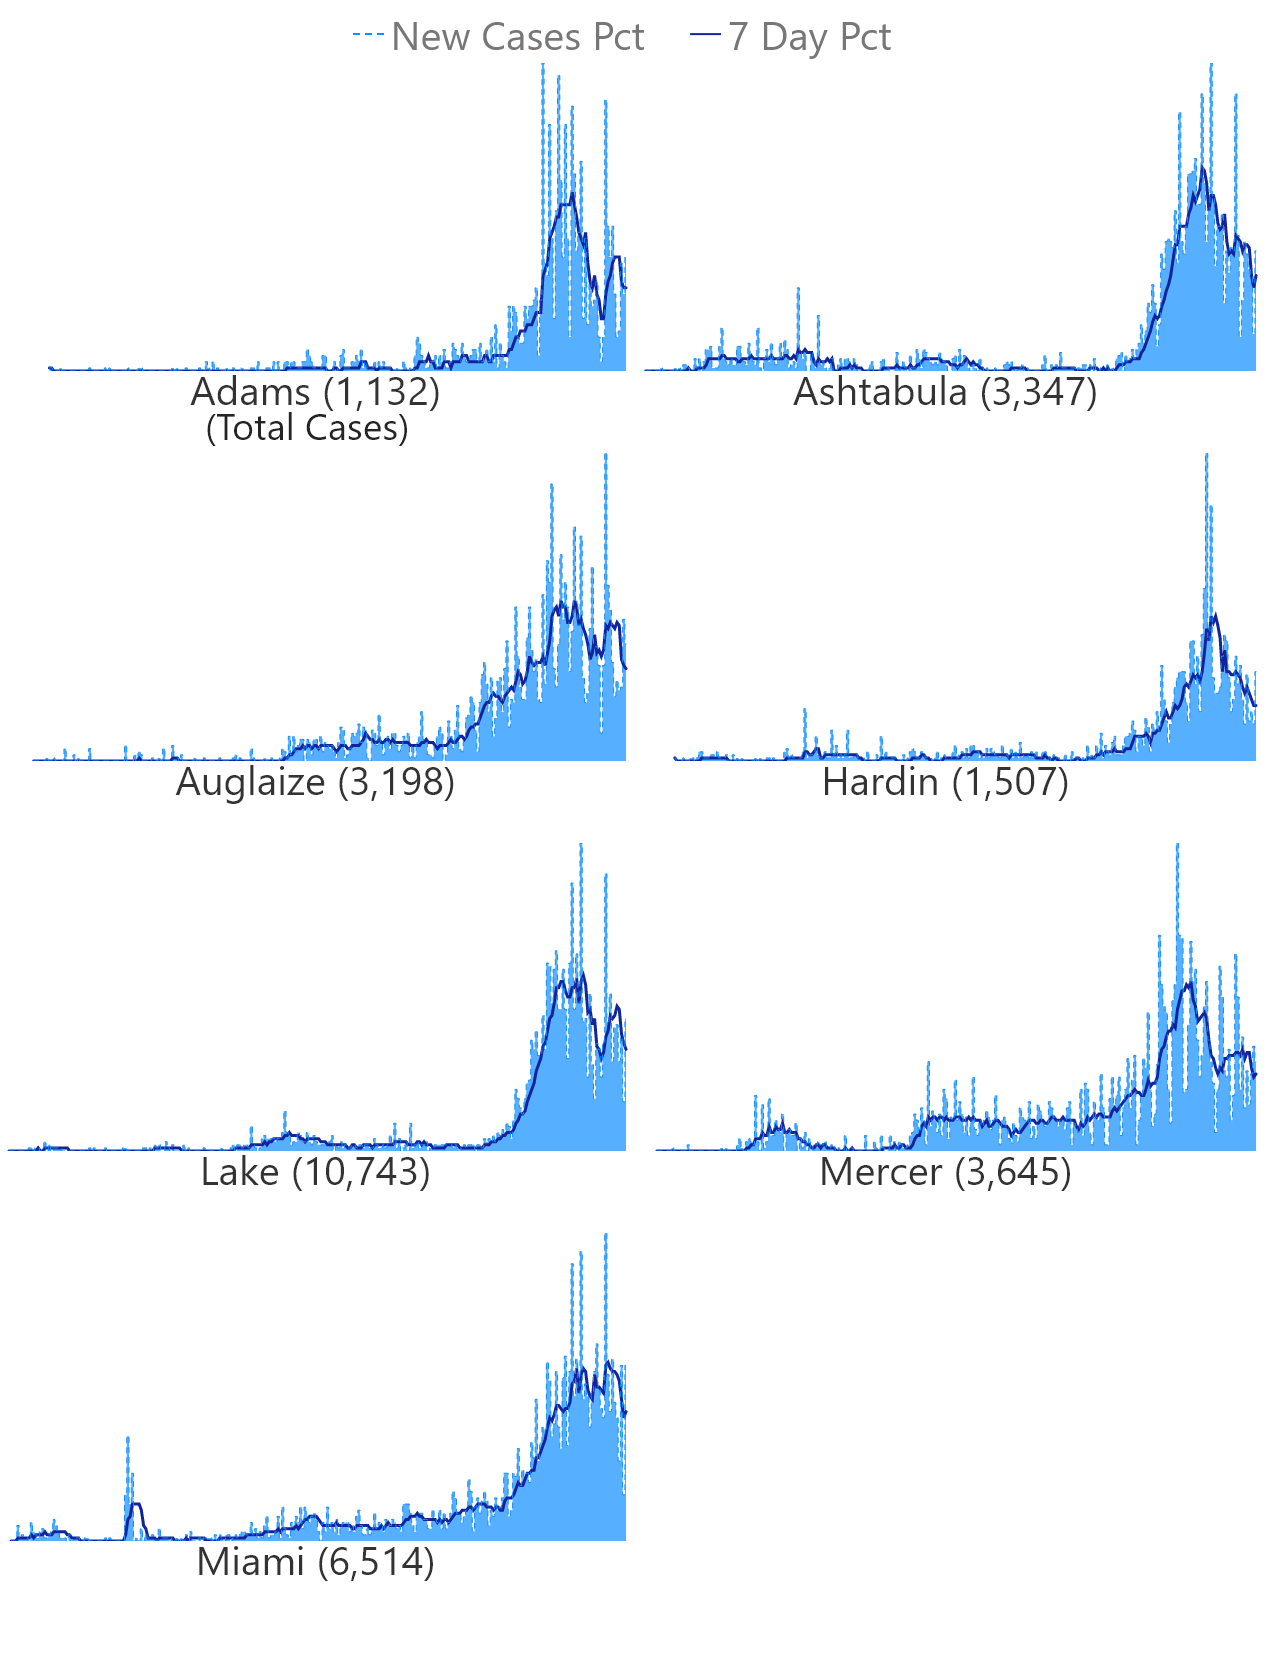 New Cases Pct 7 Day Pct
Adams (1,132) Ashtabula (3,347)
(Total Cases)
Auglaize (3,198) Hardin (1,507)
Lake (10,743) Mercer (3,645)
Miami (6,514)